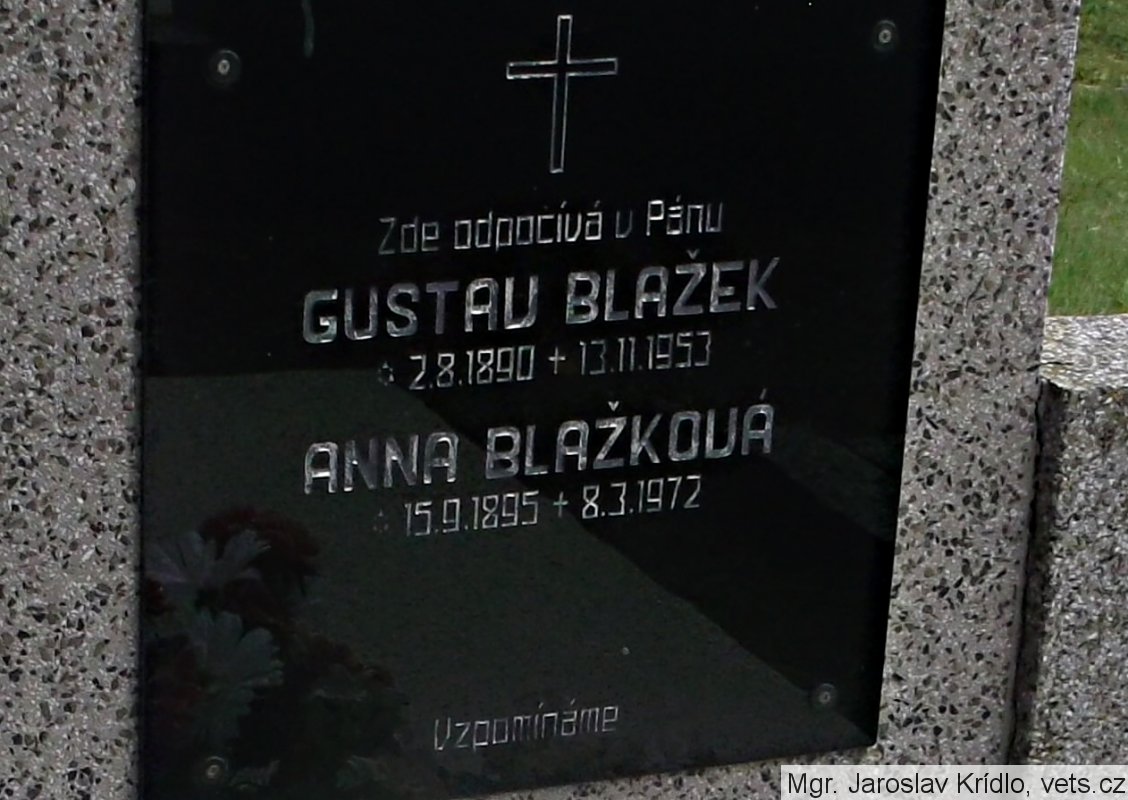 Zde odpočívá v Pánu
GUSTAV BLAŽEK
* 2.8.1890 + 13.11.1953
ANNA BLAŽKOVÁ
* 15.9.1895 + 8.3.1972
Vzpomínáme
Mgr. Jaroslav Krídlo, vets.cz